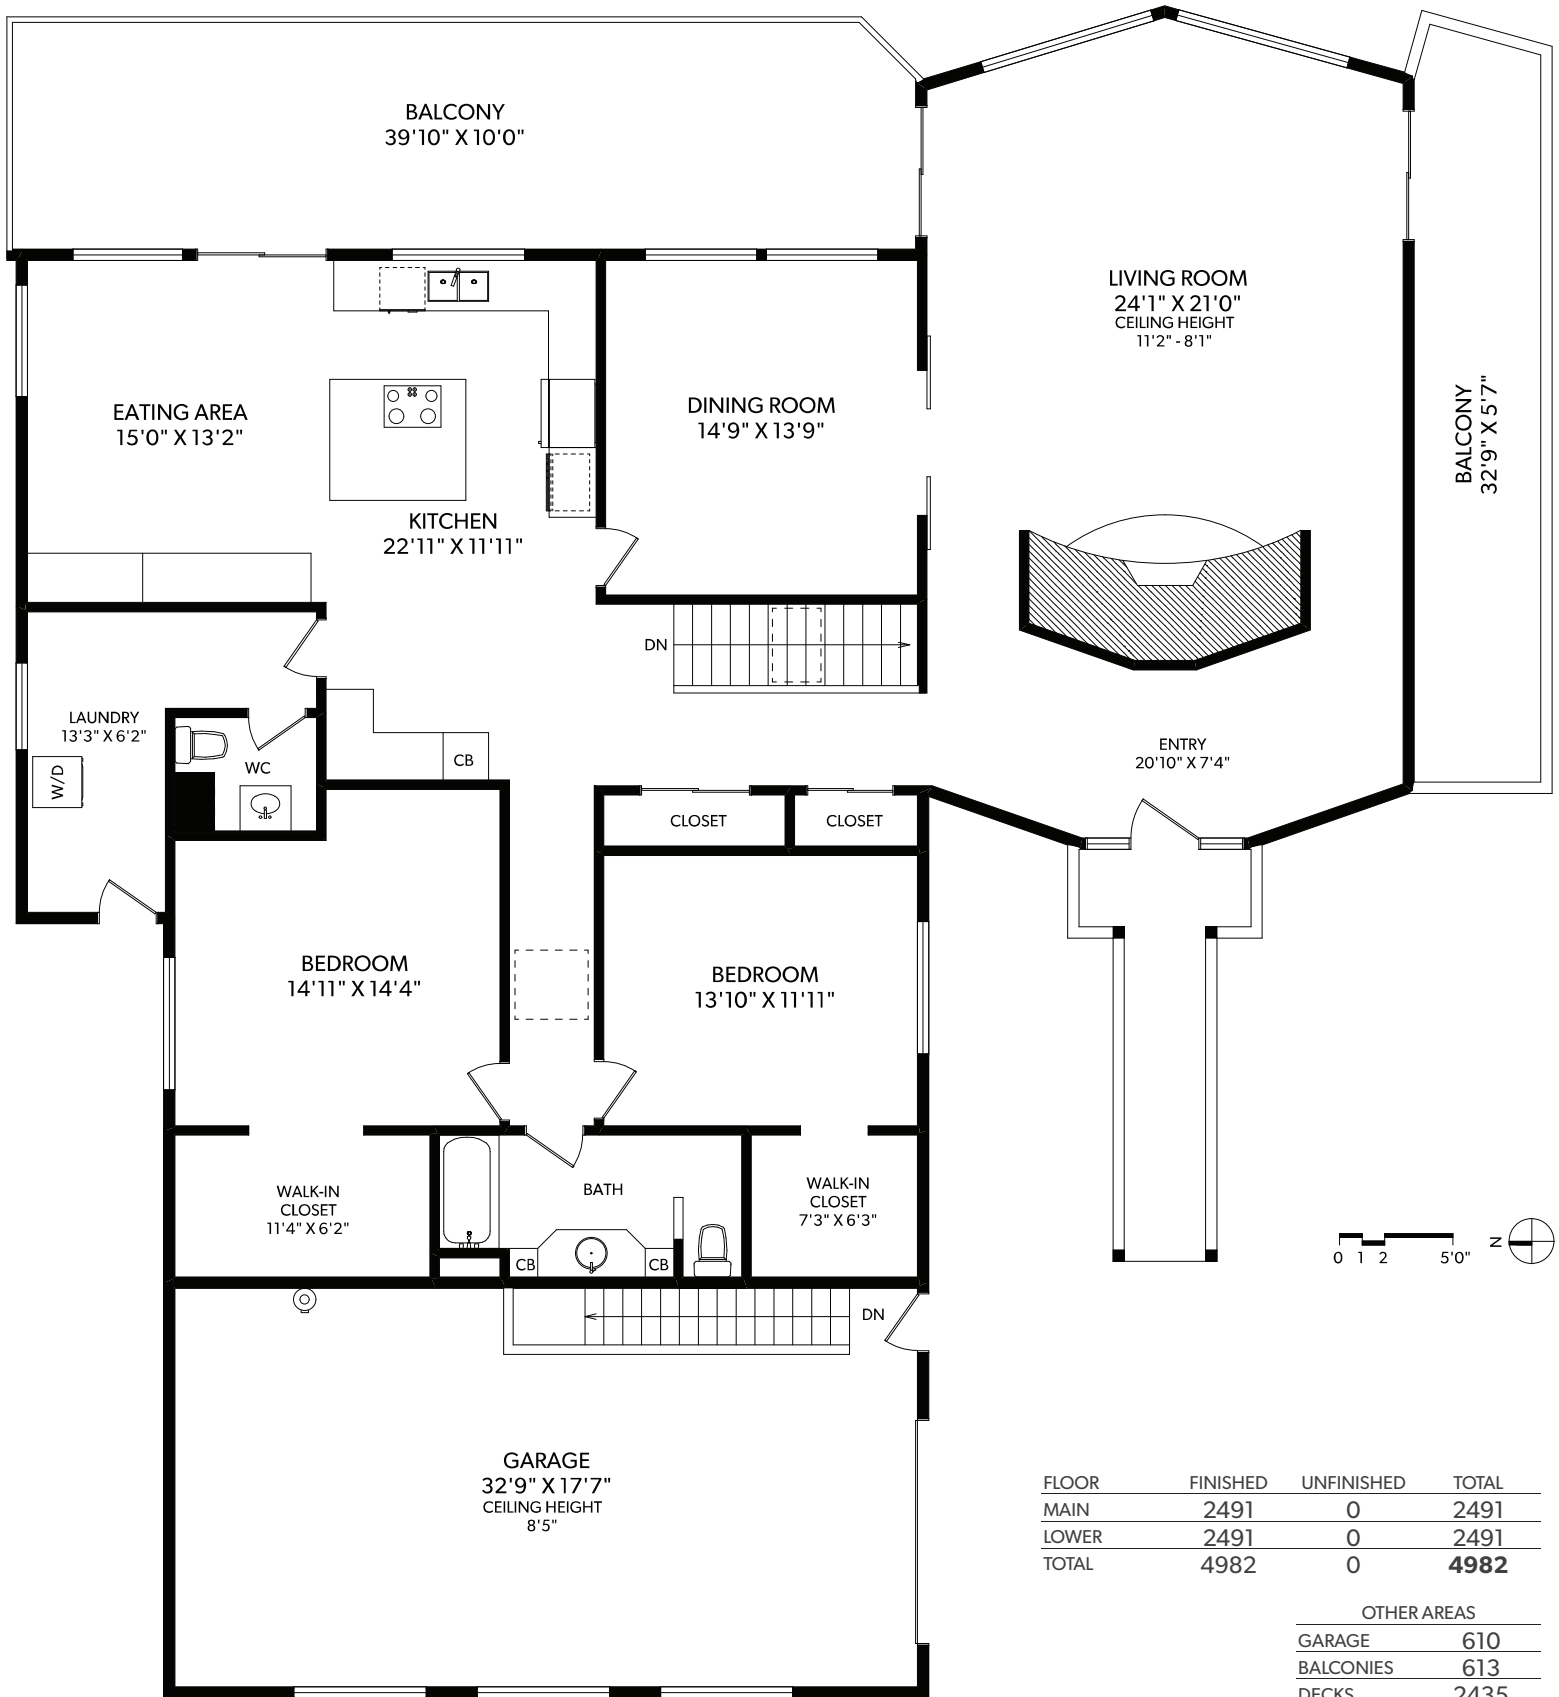 BALCONY
39'10" X 10'0"
LIVING ROOM
24'1" X 21'0"
CEILING HEIGHT
11'2" - 8'1"
BALCONY
32'9" X 5'7"
EATING AREA
15'0" X 13'2"
DINING ROOM
14'9" X 13'9"
KITCHEN
22'11" X 11'11"
DN
LAUNDRY
13'3" X 6'2"
W/D
WC
CB
ENTRY
20'10" X 7'4"
CLOSET
CLOSET
BEDROOM
14'11" X 14'4"
BEDROOM
13'10" X 11'11"
WALK-IN
CLOSET
11'4" X 6'2"
BATH
CB
CB
WALK-IN
CLOSET
7'3" X 6'3"
0 1 2 5'0"
N
DN
GARAGE
32'9" X 17'7"
CEILING HEIGHT
8'5"
FLOOR FINISHED UNFINISHED TOTAL
MAIN 2491 0 2491
LOWER 2491 0 2491
TOTAL 4982 0 4982
OTHER AREAS
GARAGE 610
BALCONIES 613
DECKS 2435